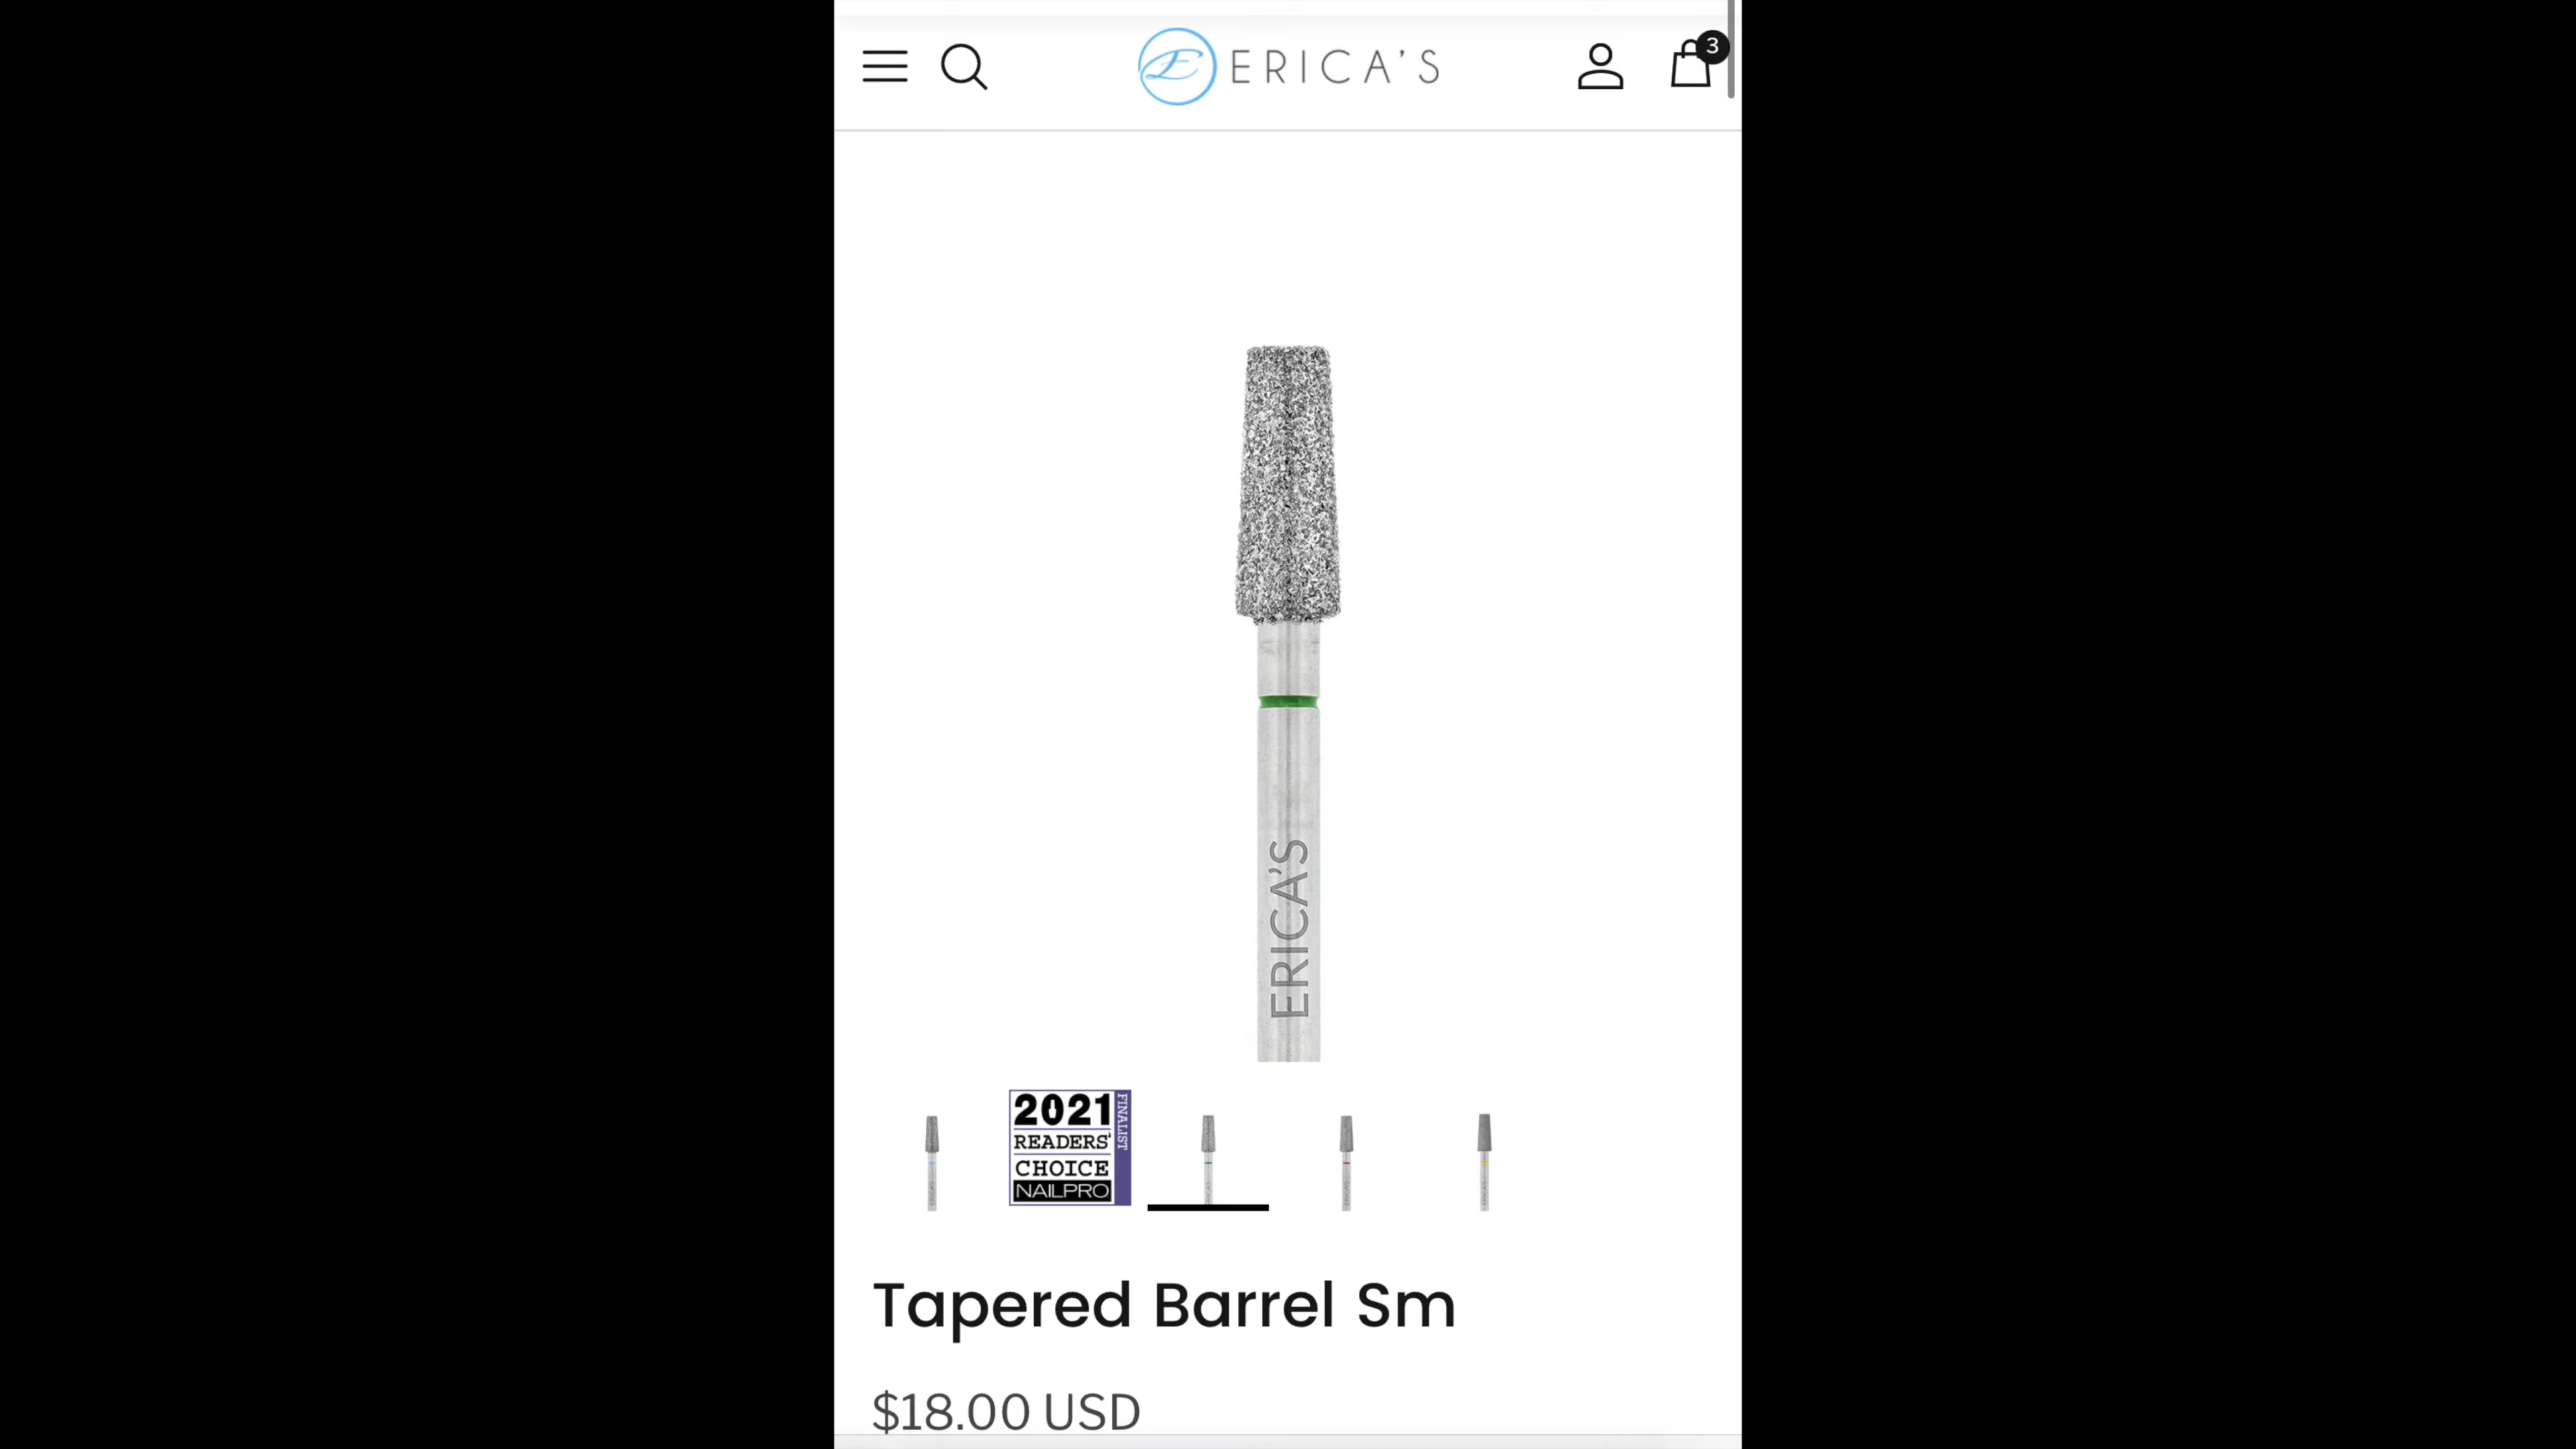 E ERICA'S
3
ERICA'S
2021
READERS'
CHOICE
NAILPRO
FINALIST
Tapered Barrel Sm
$18.00 USD